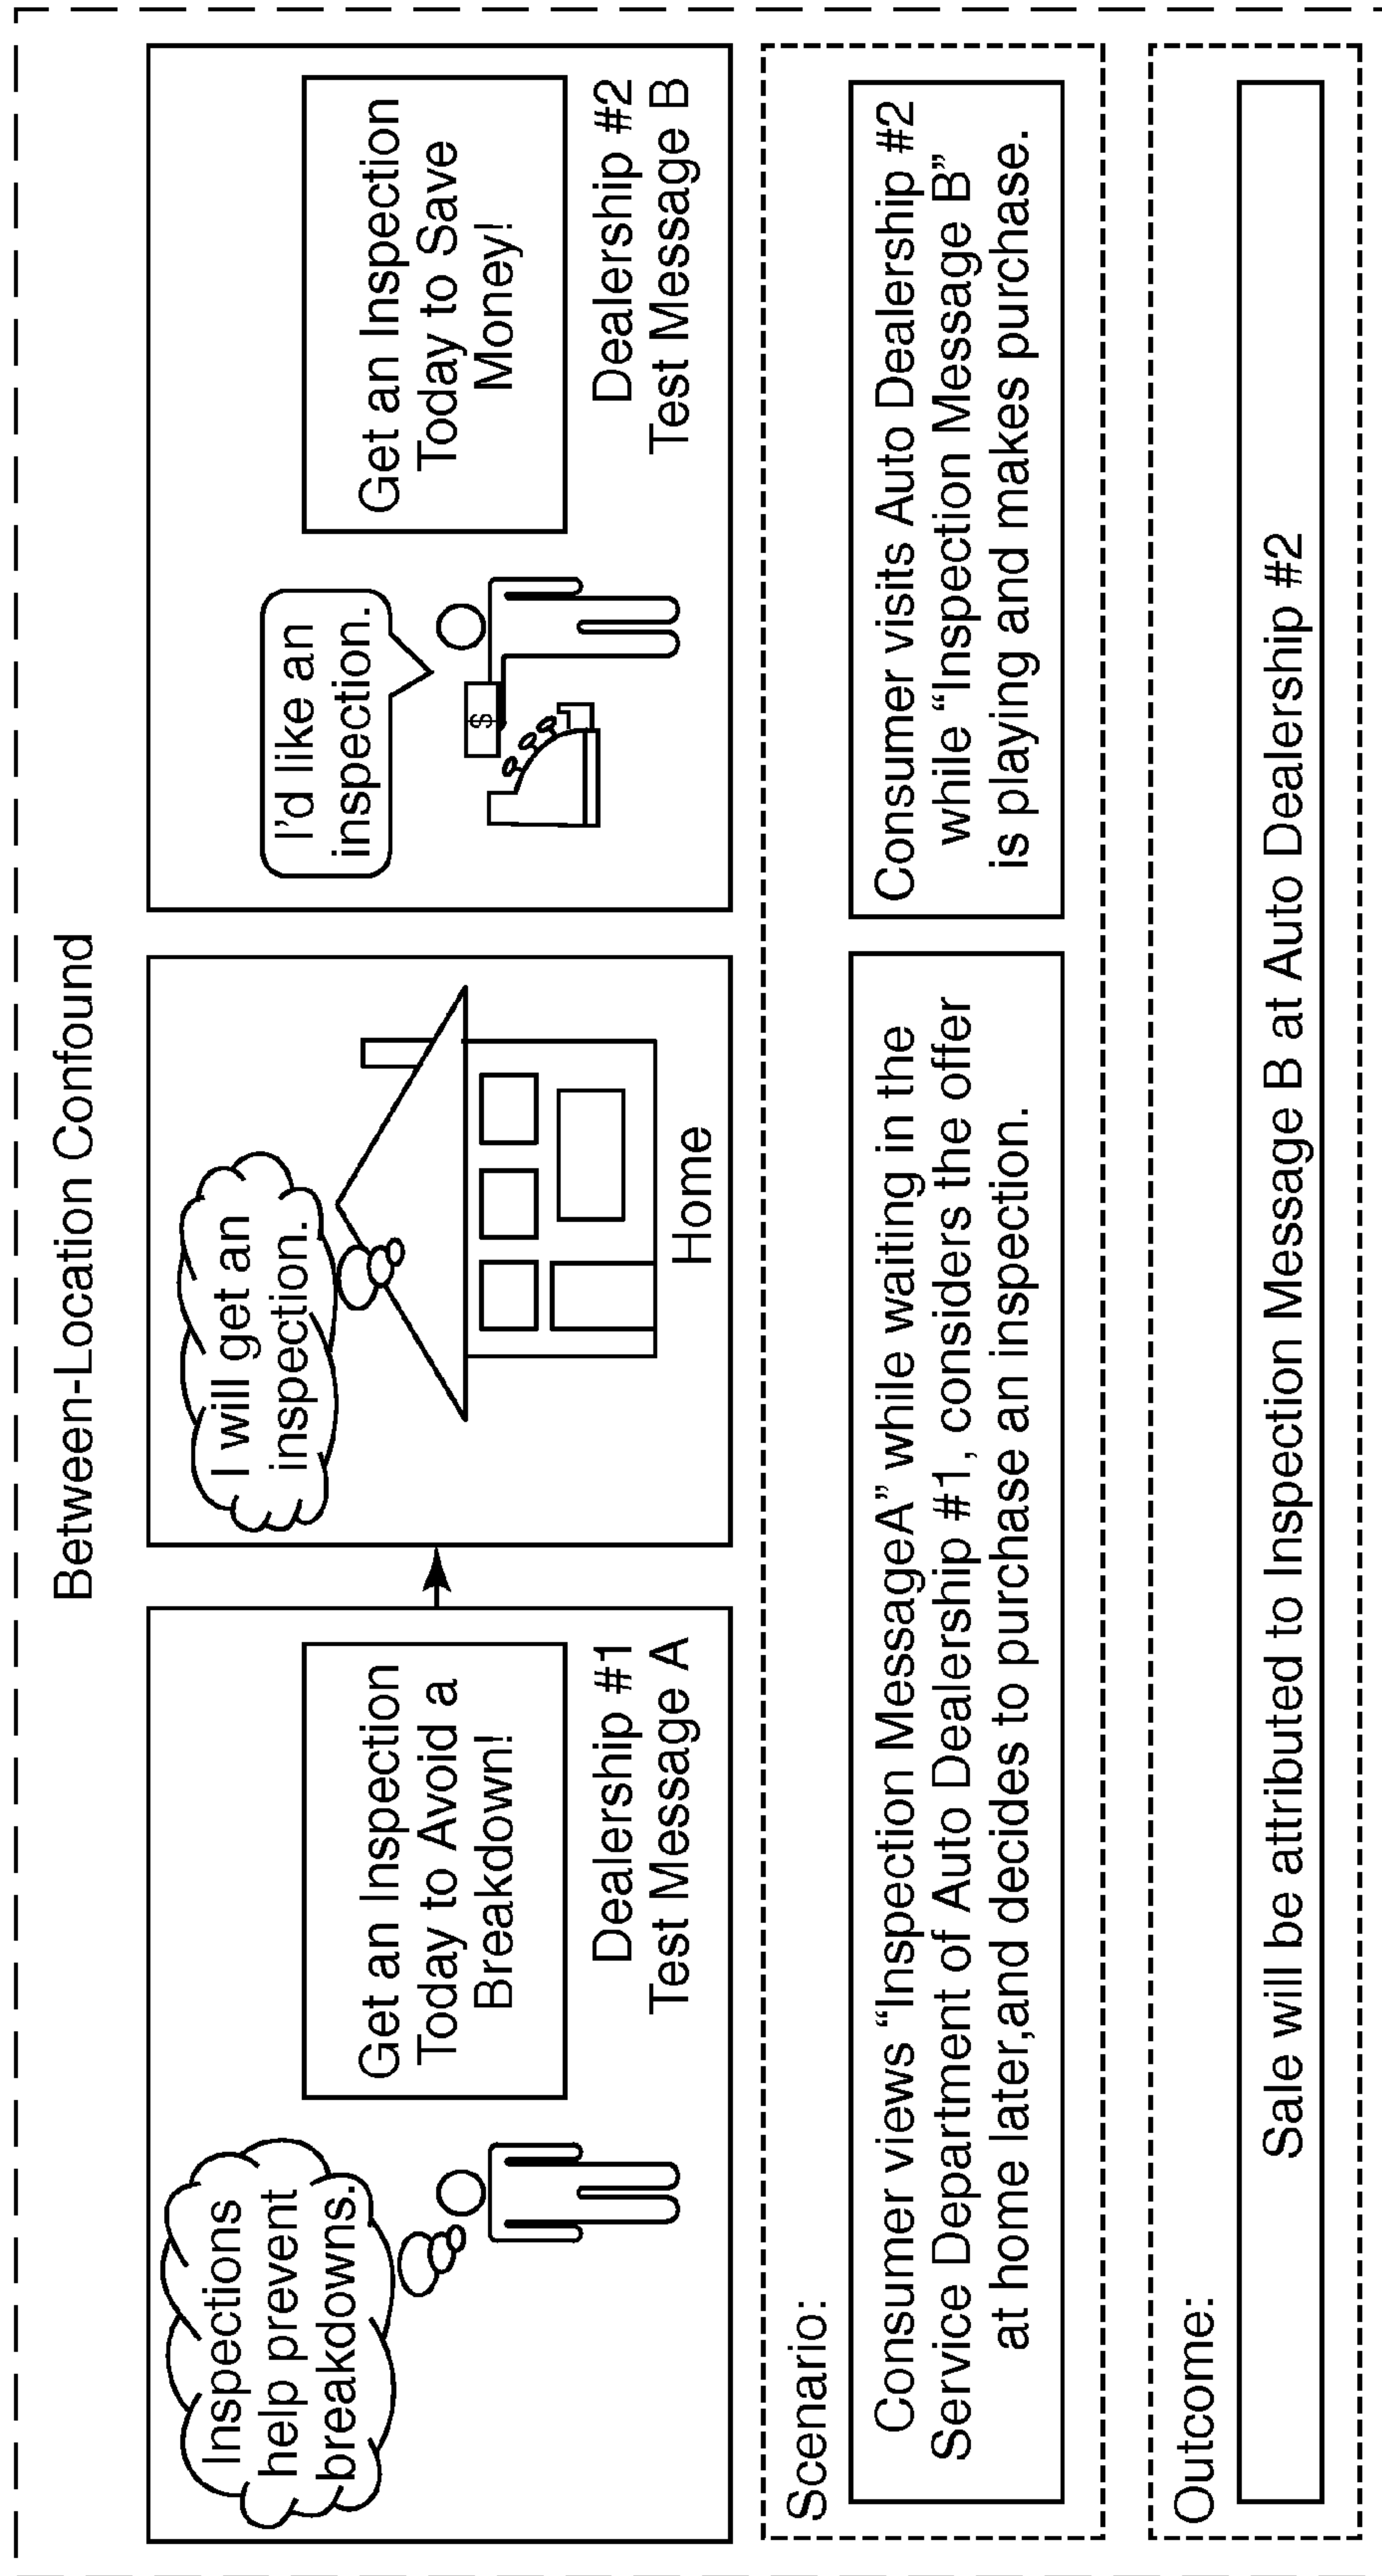 Between-Location Confound
Inspections
help prevent
breakdowns.
Get an Inspection
Today to Avoid a
Breakdown!
Dealership #1
Test Message A
I will get an
inspection.
Home
I'd like an
inspection.
$
Get an Inspection
Today to Save
Money!
Dealership #2
Test Message B
Scenario:
Consumer views “Inspection MessageA” while waiting in the
Service Department of Auto Dealership #1, considers the offer
at home later,and decides to purchase an inspection.
Consumer visits Auto Dealership #2
while “Inspection Message B”
is playing and makes purchase.
Outcome:
Sale will be attributed to Inspection Message B at Auto Dealership #2